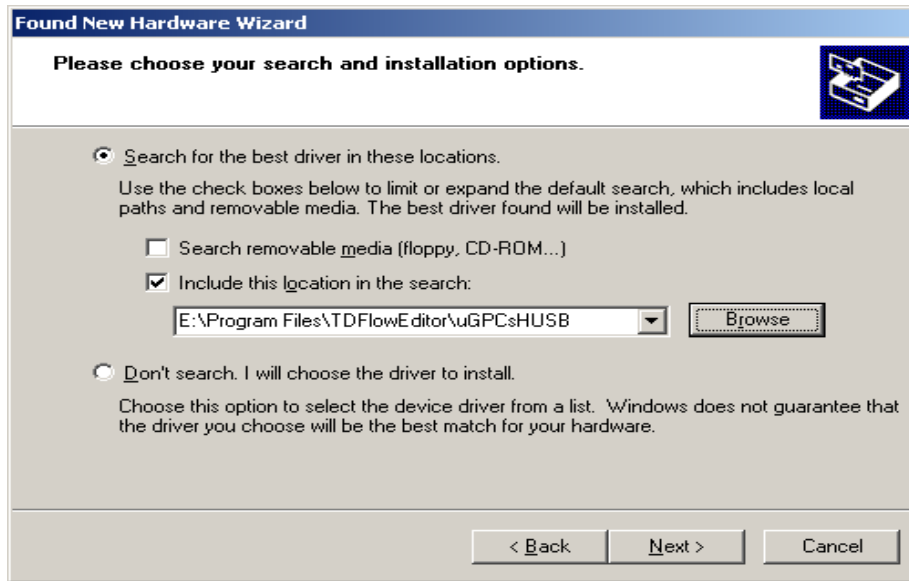 Found New Hardware Wizard
Please choose your search and installation options.
Search for the best driver in these locations.
Use the check boxes below to limit or expand the default search, which includes local
paths and removable media. The best driver found will be installed.
Search removable media (floppy, CD-ROM...)
Include this location in the search:
E:\Program Files\TDFlowEditor\uGPCsHUSB
Browse
Don't search. I will choose the driver to install.
Choose this option to select the device driver from a list. Windows does not guarantee that
the driver you choose will be the best match for your hardware.
< Back Next > Cancel